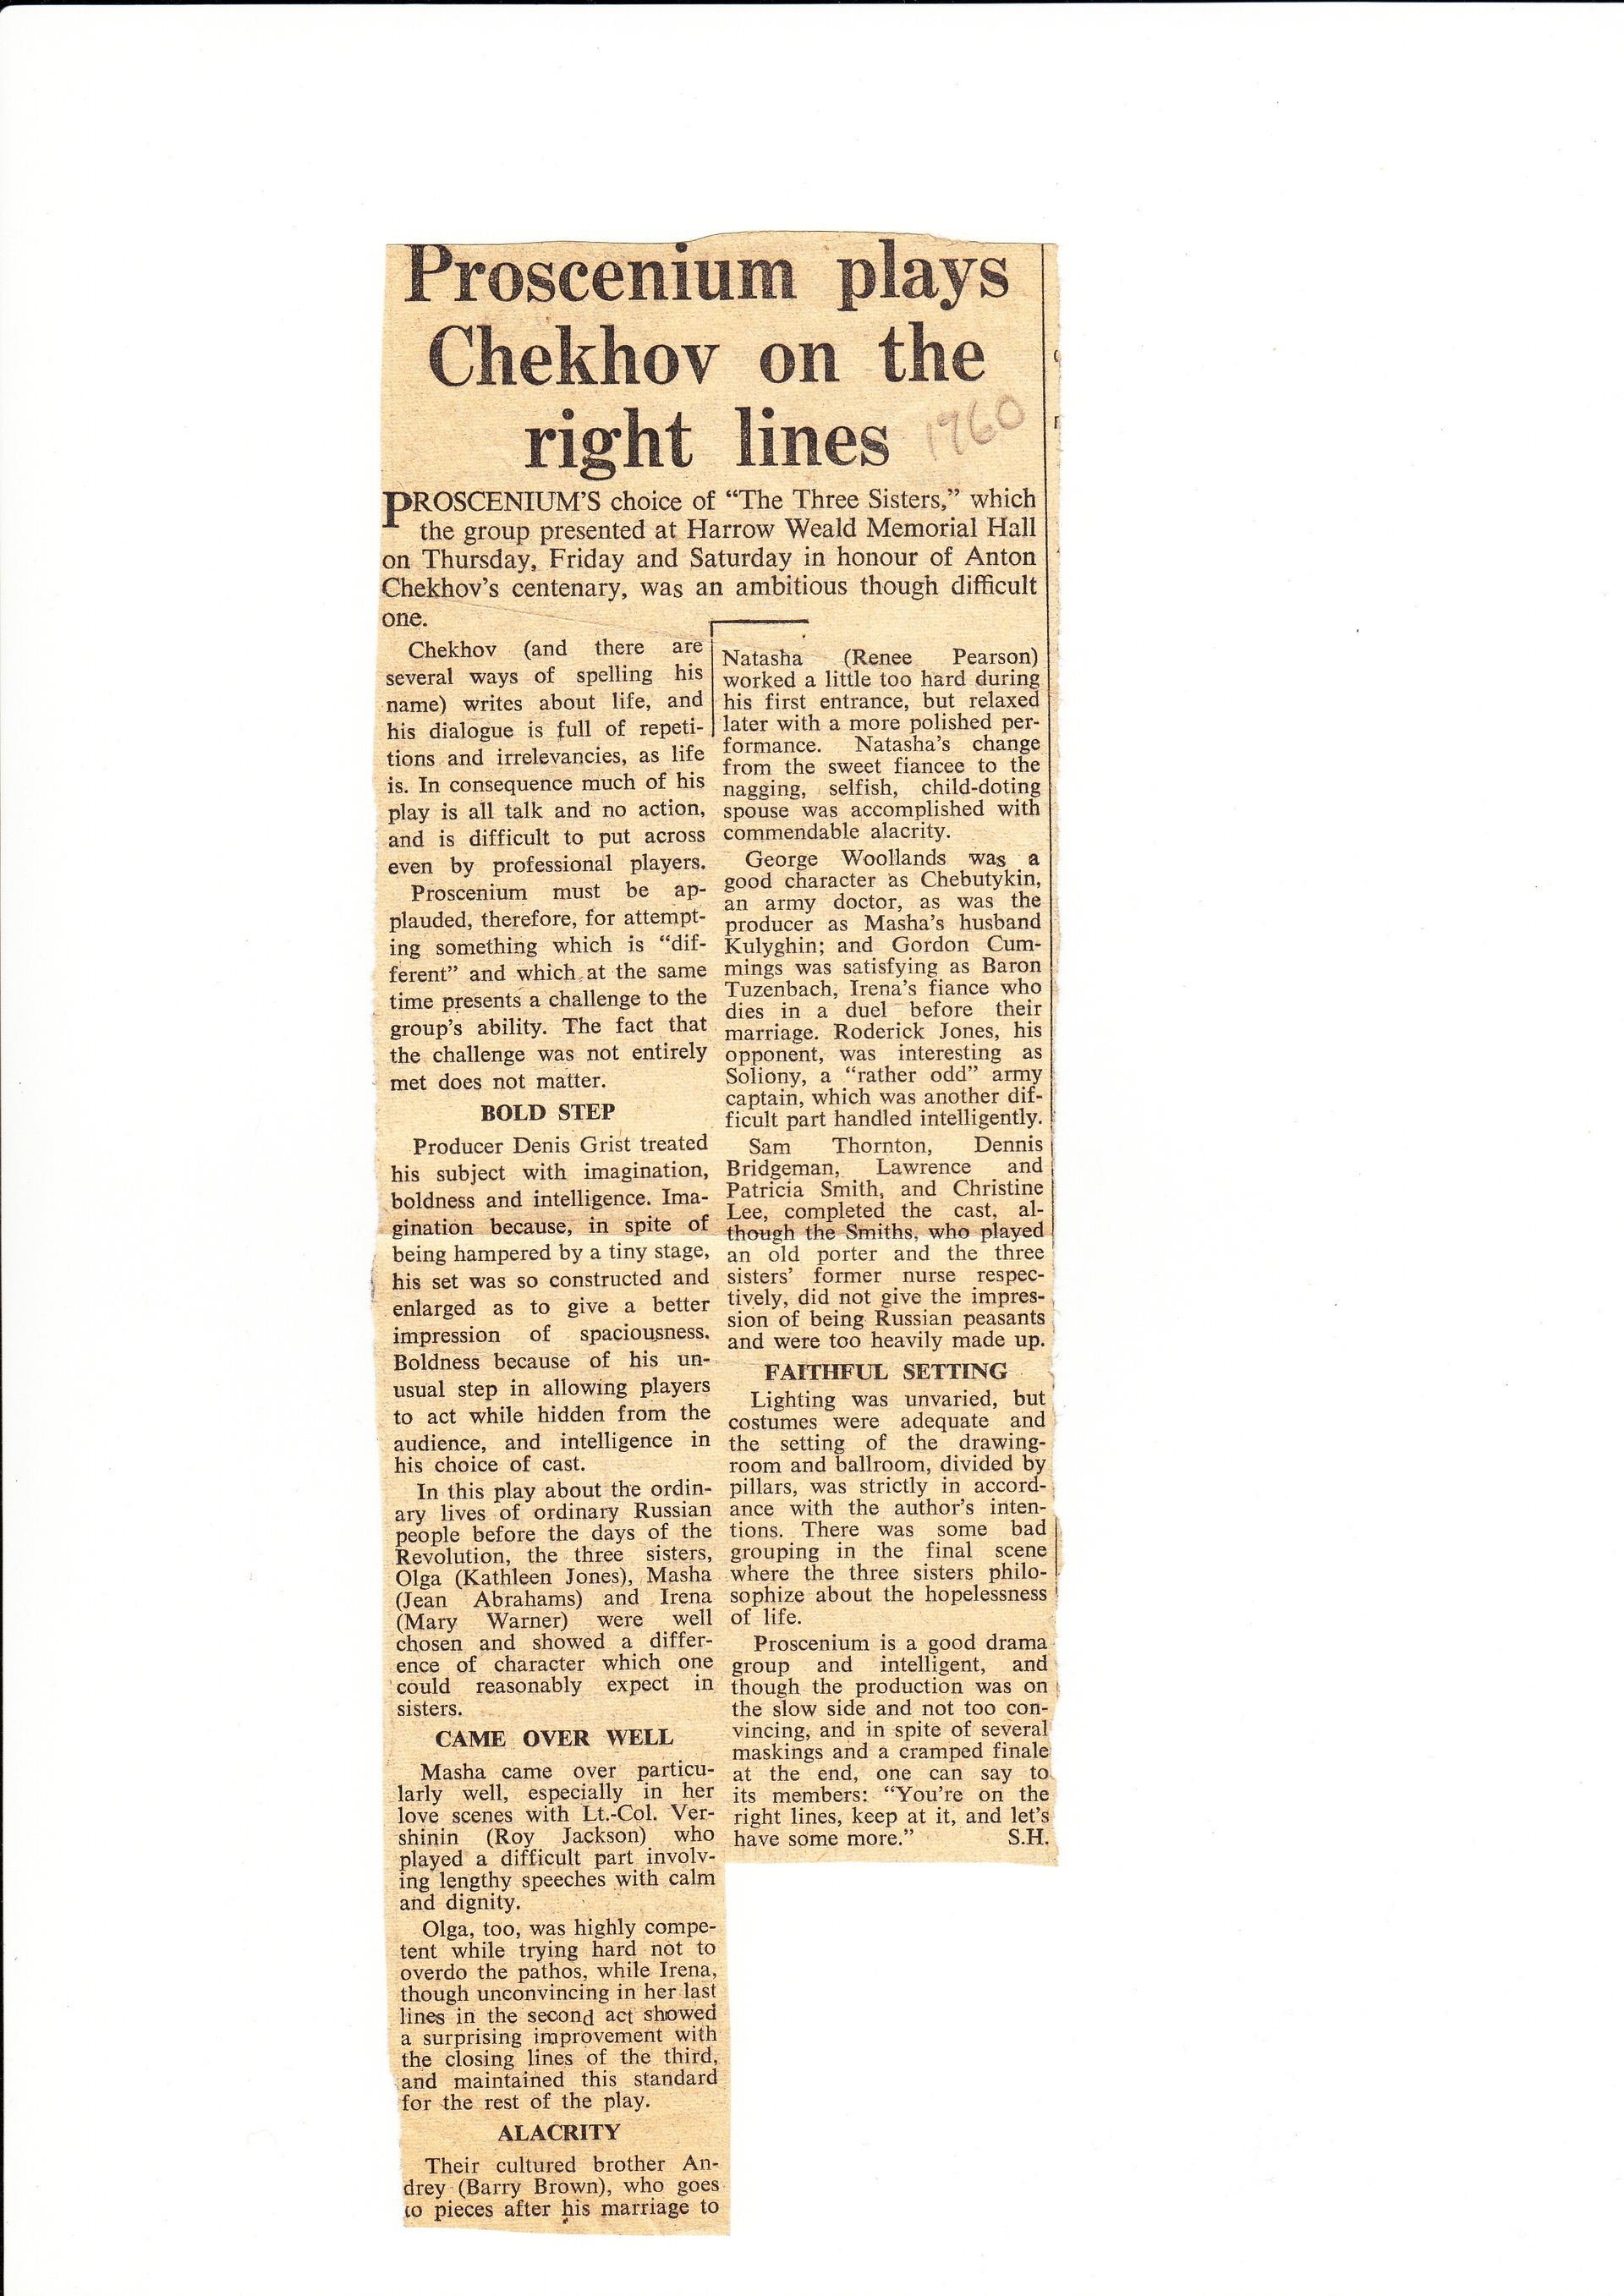 Proscenium plays
Chekhov on the
right lines
1960
PROSCENIUM'S choice of “The Three Sisters,” which
the group presented at Harrow Weald Memorial Hall
on Thursday, Friday and Saturday in honour of Anton
Chekhov's centenary, was an ambitious though difficult
one.
Chekhov (and there are
several ways of spelling his
name) writes about life, and
his dialogue is full of repeti-
tions and irrelevancies, as life
is. In consequence much of his
play is all talk and no action,
and is difficult to put across
even by professional players.
Proscenium must be ap-
plauded, therefore, for attempt-
ing something which is “dif-
ferent” and which at the same
time presents a challenge to the
group's ability. The fact that
the challenge was not entirely
met does not matter.
BOLD STEP
Producer Denis Grist treated
his subject with imagination,
boldness and intelligence. Ima-
gination because, in spite of
being hampered by a tiny stage,
his set was so constructed and
enlarged as to give a better
impression of spaciousness.
Boldness because of his un-
usual step in allowing players
to act while hidden from the
audience, and intelligence in
his choice of cast.
In this play about the ordin-
ary lives of ordinary Russian
people before the days of the
Revolution, the three sisters,
Olga (Kathleen Jones), Masha
(Jean Abrahams) and Irena
(Mary Warner) were well
chosen and showed a differ-
ence of character which one
could reasonably expect in
sisters.
CAME OVER WELL
Masha came over particu-
larly well, especially in her
love scenes with Lt.-Col. Ver-
shinin (Roy Jackson) who
played a difficult part involv-
ing lengthy speeches with calm
and dignity.
Olga, too, was highly compe-
tent while trying hard not to
overdo the pathos, while Irena,
though unconvincing in her last
lines in the second act showed
a surprising improvement with
the closing lines of the third,
and maintained this standard
for the rest of the play.
ALACRITY
Their cultured brother An-
drey (Barry Brown), who goes
to pieces after his marriage to
Natasha (Renee Pearson)
worked a little too hard during
his first entrance, but relaxed
later with a more polished per-
formance. Natasha's change
from the sweet fiancee to the
nagging, selfish, child-doting
spouse was accomplished with
commendable alacrity.
George Woollands was a
good character as Chebutykin,
an army doctor, as was the
producer as Masha's husband
Kulyghin; and Gordon Cum-
mings was satisfying as Baron
Tuzenbach, Irena's fiance who
dies in a duel before their
marriage. Roderick Jones, his
opponent, was interesting as
Soliony, a “rather odd” army
captain, which was another dif-
ficult part handled intelligently.
Sam Thornton, Dennis
Bridgeman, Lawrence and
Patricia Smith, and Christine
Lee, completed the cast, al-
though the Smiths, who played
an old porter and the three
sisters' former nurse respec-
tively, did not give the impres-
sion of being Russian peasants
and were too heavily made up.
FAITHFUL SETTING
Lighting was unvaried, but
costumes were adequate and
the setting of the drawing-
room and ballroom, divided by
pillars, was strictly in accord-
ance with the author's inten-
tions. There was some bad
grouping in the final scene
where the three sisters philo-
sophize about the hopelessness
of life.
Proscenium is a good drama
group and intelligent, and
though the production was on
the slow side and not too con-
vincing, and in spite of several
maskings and a cramped finale
at the end, one can say to
its members: “You're on the
right lines, keep at it, and let's
have some more.” S.H.